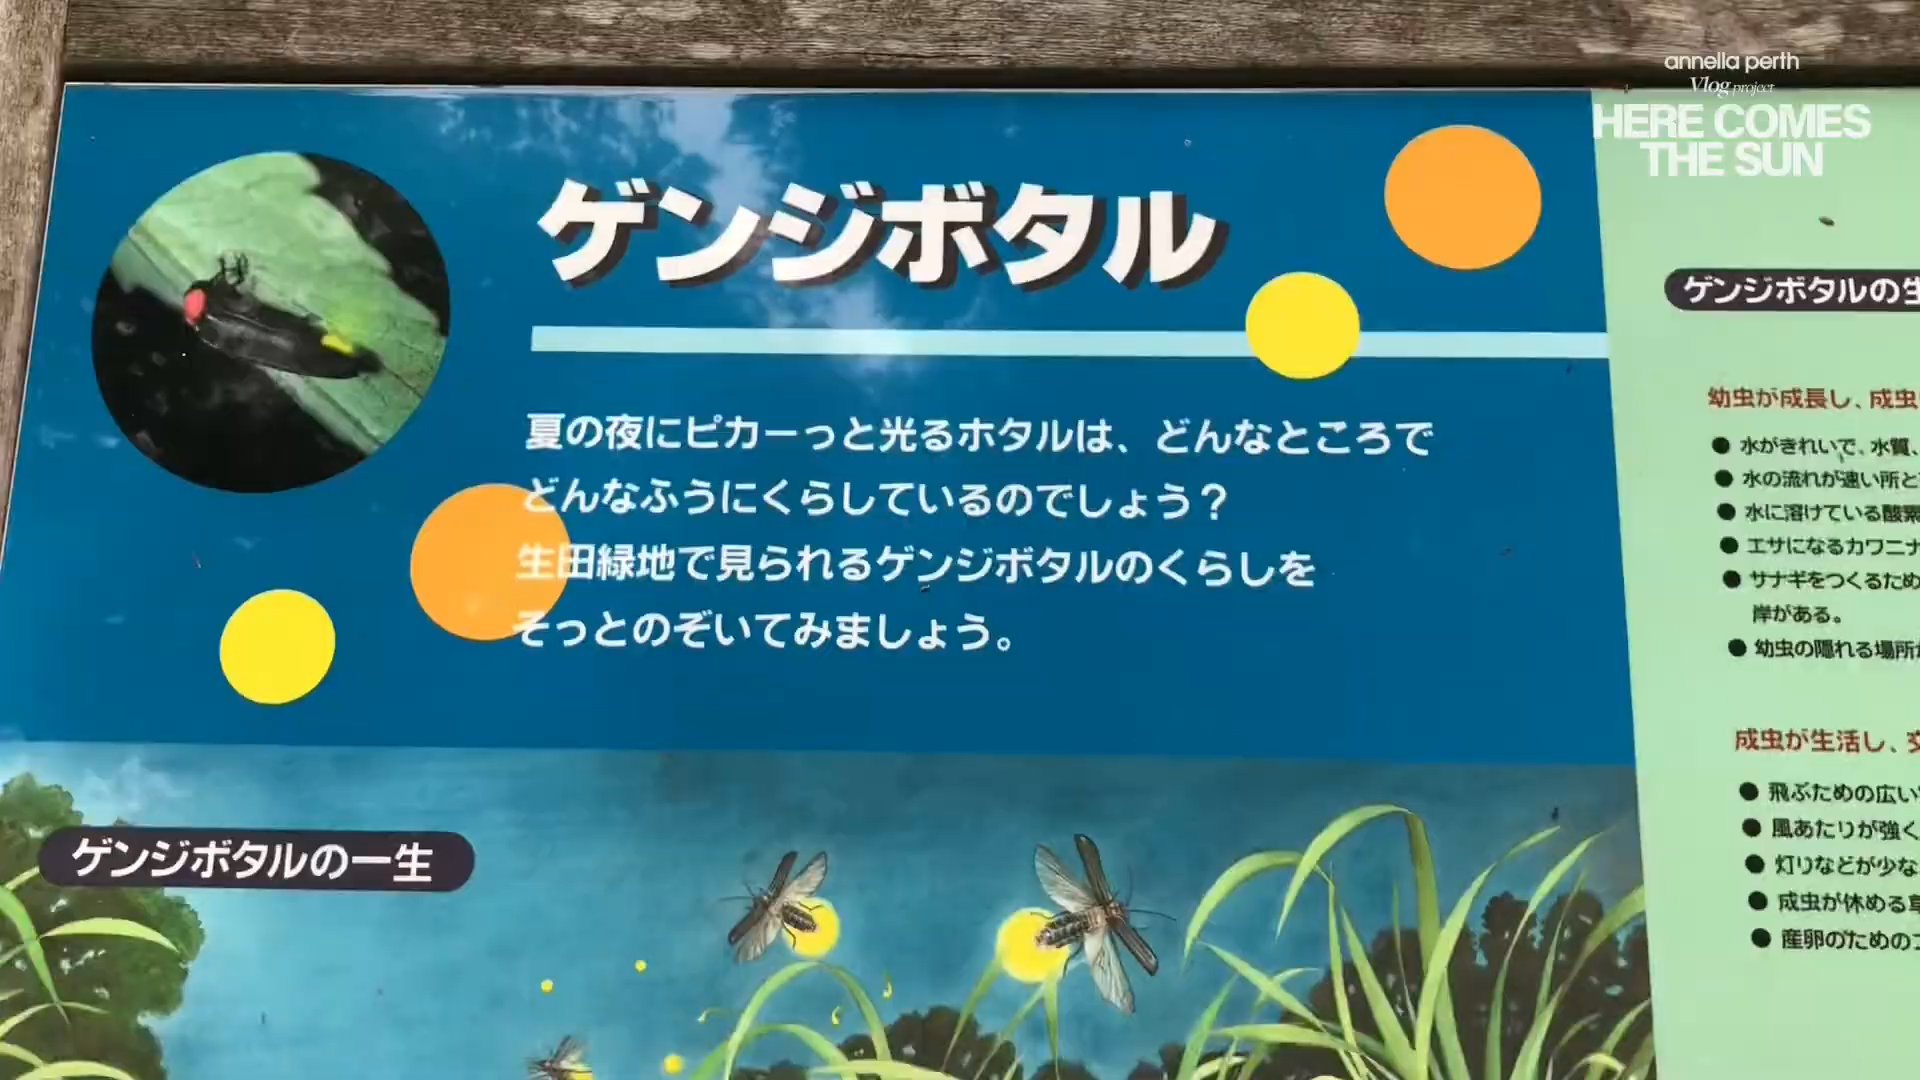 annella perth
Vlog project
HERE COMES
THE SUN
ゲンジボタル
夏の夜にピカーっと光るホタルは、どんなところで
どんなふうにくらしているのでしょう？
生田緑地で見られるゲンジボタルのくらしを
そっとのぞいてみましょう。
ゲンジボタルの一生
ゲンジボタルの生
幼虫が成長し、成虫
●水がきれいで、水質、
●水の流れが速い所と
●水に溶けている酸素
●エサになるカワニナ
●サナギをつくるため
岸がある。
●幼虫の隠れる場所が
成虫が生活し、交
●飛ぶための広い
●風あたりが強く
●灯りなどが少な
●成虫が休める草
●産卵のためのコ